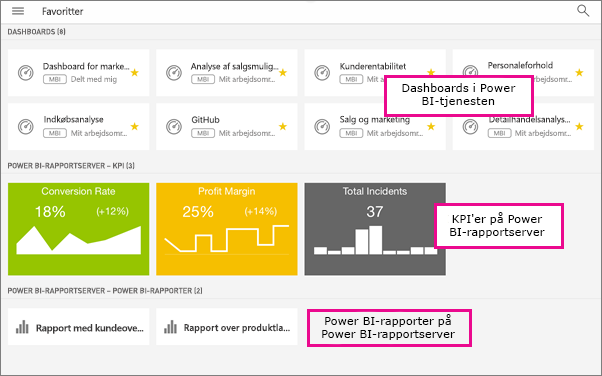 Favoritter
DASHBOARDS (8)
Dashboard for marke...
MBI Delt med mig
Analyse af salgsmulig...
MBI Mit arbejdsomr...
Kunderentabilitet
MBI Mit a
Personaleforhold
Dashboards i Power
BI-tjenesten
Indkøbsanalyse
MBI Mit arbejdsomr...
GitHub
MBI Mit arbejdsomr...
Salg og marketing
MBI Mit arbejdsomr...
Detailhandelsanalys...
MBI Mit arbejdsomr...
POWER BI-RAPPORTSERVER – KPI (3)
Conversion Rate
18% (+12%)
Profit Margin
25% (+14%)
Total Incidents
37
KPI'er på Power
BI-rapportserver
POWER BI-RAPPORTSERVER – POWER BI-RAPPORTER (2)
Rapport med kundeove...
Rapport over produktla...
Power BI-rapporter på
Power BI-rapportserver